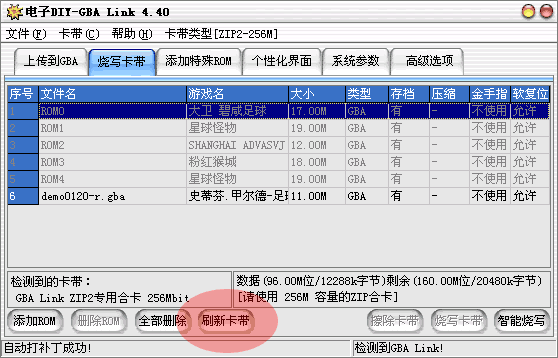 电子DIY-GBA Link 4.40
文件(F) 卡带(C) 帮助(H) 卡带类型[ZIP2-256M]
上传到GBA 烧写卡带 添加特殊ROM 个性化界面 系统参数 高级选项
序号 文件名 游戏名 大小 类型 存档 压缩 金手指 软复位
1 ROM0 大卫 碧咸足球 17.00M GBA 有 - 不使用 允许
2 ROM1 星球怪物 19.00M GBA 有 - 不使用 允许
3 ROM2 SHANGHAI ADVASVJ 12.00M GBA 有 - 不使用 允许
4 ROM3 粉红猴城 18.00M GBA 有 - 不使用 允许
5 ROM4 星球怪物 19.00M GBA 有 - 不使用 允许
6 demo0120-r.gba 史蒂芬.甲尔德-足球 11.00M GBA 有 - 不使用 允许
检测到的卡带：
GBA Link ZIP2专用合卡 256Mbit
数据(96.00M位/12288k字节)剩余(160.00M位/20480k字节)
[请使用 256M 容量的ZIP合卡]
添加ROM 删除ROM 全部删除 刷新卡带 擦除卡带 烧写卡带 智能烧写
自动打补丁成功! 检测到GBA Link!